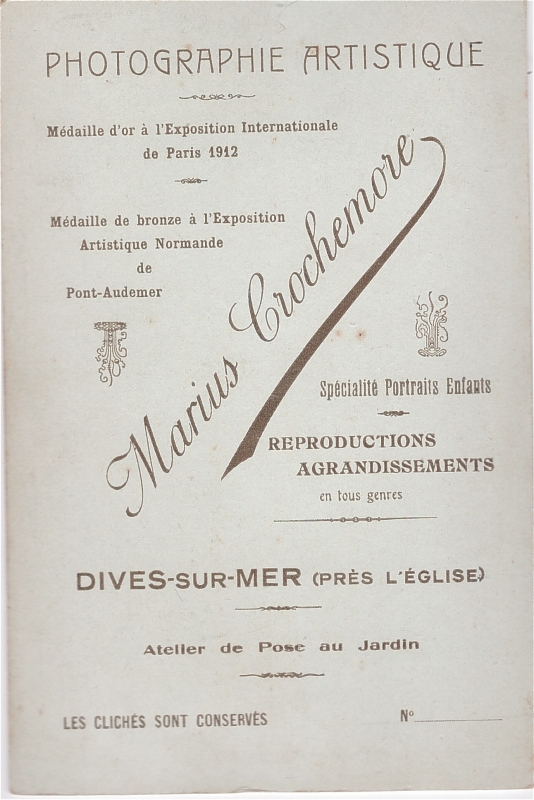 PHOTOGRAPHIE ARTISTIQUE
Médaille d'or à l'Exposition Internationale
de Paris 1912
Médaille de bronze à l'Exposition
Artistique Normande
de
Pont-Audemer
Marius Crochemore
Spécialité Portraits Enfants
REPRODUCTIONS
AGRANDISSEMENTS
en tous genres
DIVES-SUR-MER (PRÈS L'ÉGLISE)
Atelier de Pose au Jardin
LES CLICHÉS SONT CONSERVÉS
N°